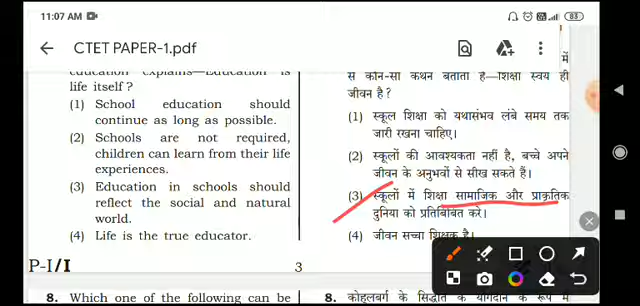 11:07 AM
83
CTET PAPER-1.pdf
education explains—Education is
life itself ?
(1) School education should
continue as long as possible.
(2) Schools are not required,
children can learn from their life
experiences.
(3) Education in schools should
reflect the social and natural
world.
(4) Life is the true educator.
P-I/I
8. Which one of the following can be
में
से कौन-सा कथन बताता है—शिक्षा स्वयं ही
जीवन है ?
(1) स्कूल शिक्षा को यथासंभव लंबे समय तक
जारी रखना चाहिए।
(2) स्कूलों की आवश्यकता नहीं है, बच्चे अपने
जीवन के अनुभवों से सीख सकते हैं।
(3) स्कूलों में शिक्षा सामाजिक और प्राकृतिक
दुनिया को प्रतिबिंबित करे।
(4) जीवन सच्चा शिक्षक है।
3
8. कोहलबर्ग के सिद्धांत के योगदान के रूप में